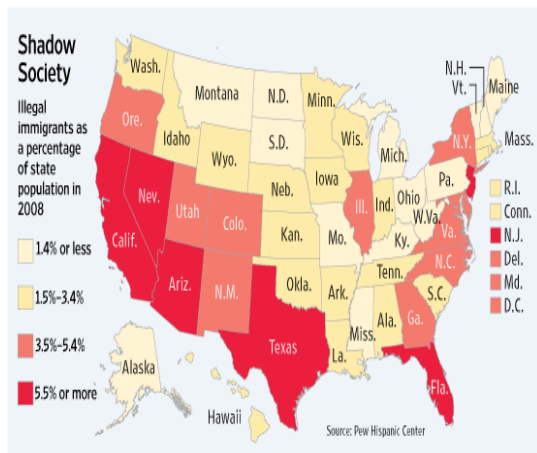 Shadow
Society
Illegal
immigrants as
a percentage
of state
population in
2008
1.4% or less
1.5%–3.4%
3.5%–5.4%
5.5% or more
Wash.
Ore.
Calif.
Nev.
Idaho
Montana
Wyo.
Utah
Ariz.
Colo.
N.M.
N.D.
S.D.
Neb.
Kan.
Okla.
Texas
Minn.
Iowa
Mo.
Ark.
La.
Wis.
Ill.
Mich.
Ind.
Ohio
Ky.
Tenn.
Miss.
Ala.
Ga.
Fla.
S.C.
N.C.
Va.
W.Va.
Pa.
N.Y.
N.H.
Vt.
Maine
Mass.
R.I.
Conn.
N.J.
Del.
Md.
D.C.
Alaska
Hawaii
Source: Pew Hispanic Center